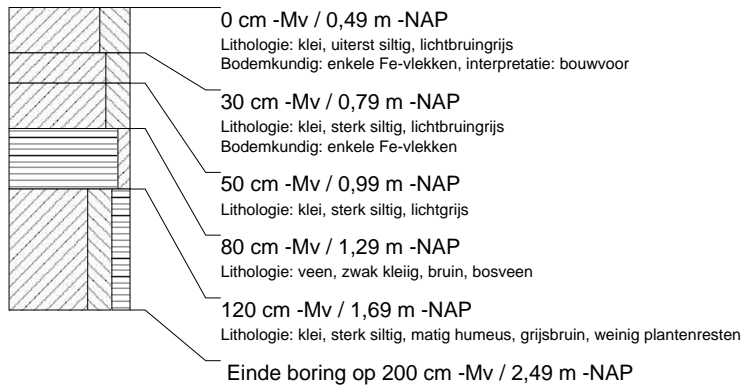 0 cm -Mv / 0,49 m -NAP
Lithologie: klei, uiterst siltig, lichtbruingrijs
Bodemkundig: enkele Fe-vlekken, interpretatie: bouwvoor
30 cm -Mv / 0,79 m -NAP
Lithologie: klei, sterk siltig, lichtbruingrijs
Bodemkundig: enkele Fe-vlekken
50 cm -Mv / 0,99 m -NAP
Lithologie: klei, sterk siltig, lichtgrijs
80 cm -Mv / 1,29 m -NAP
Lithologie: veen, zwak kleiig, bruin, bosveen
120 cm -Mv / 1,69 m -NAP
Lithologie: klei, sterk siltig, matig humeus, grijsbruin, weinig plantenresten
Einde boring op 200 cm -Mv / 2,49 m -NAP